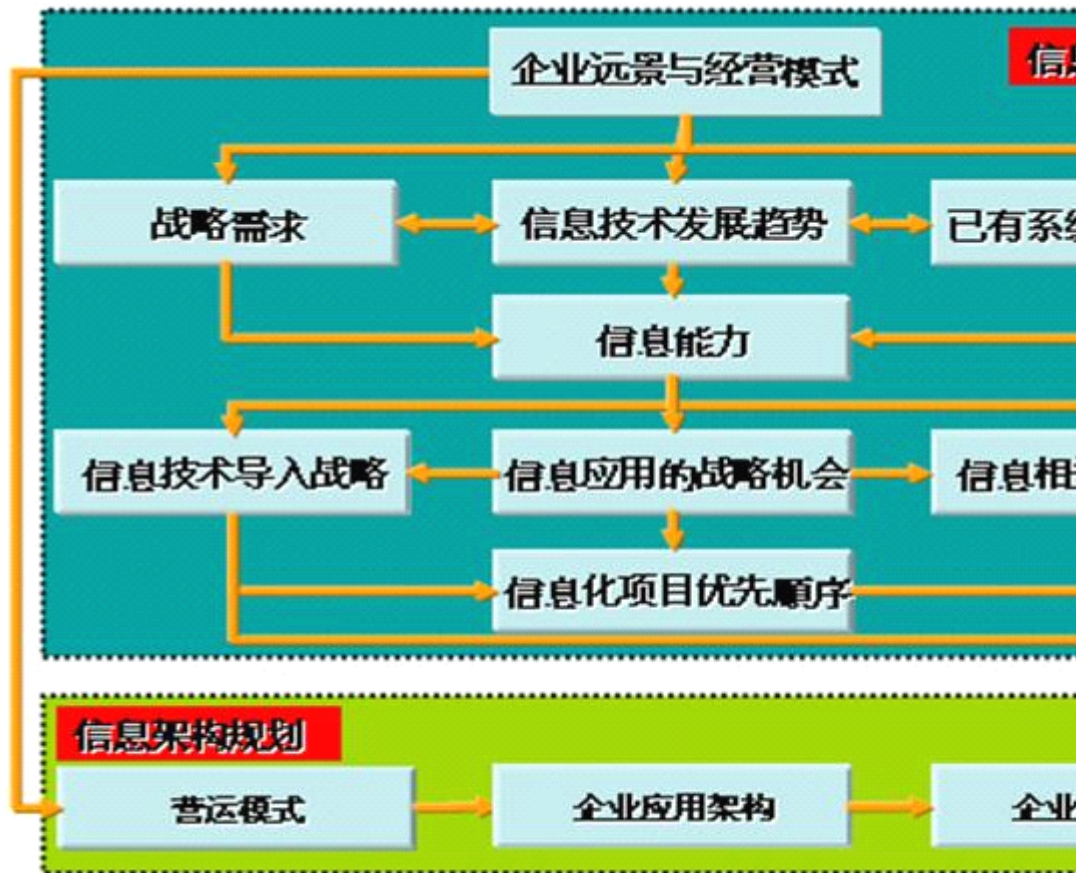 企业远景与经营模式
信息
战略需求
信息技术发展趋势
已有系统
信息能力
信息技术导入战略
信息应用的战略机会
信息相
信息化项目优先顺序
信息架构规划
营运模式
企业应用架构
企业